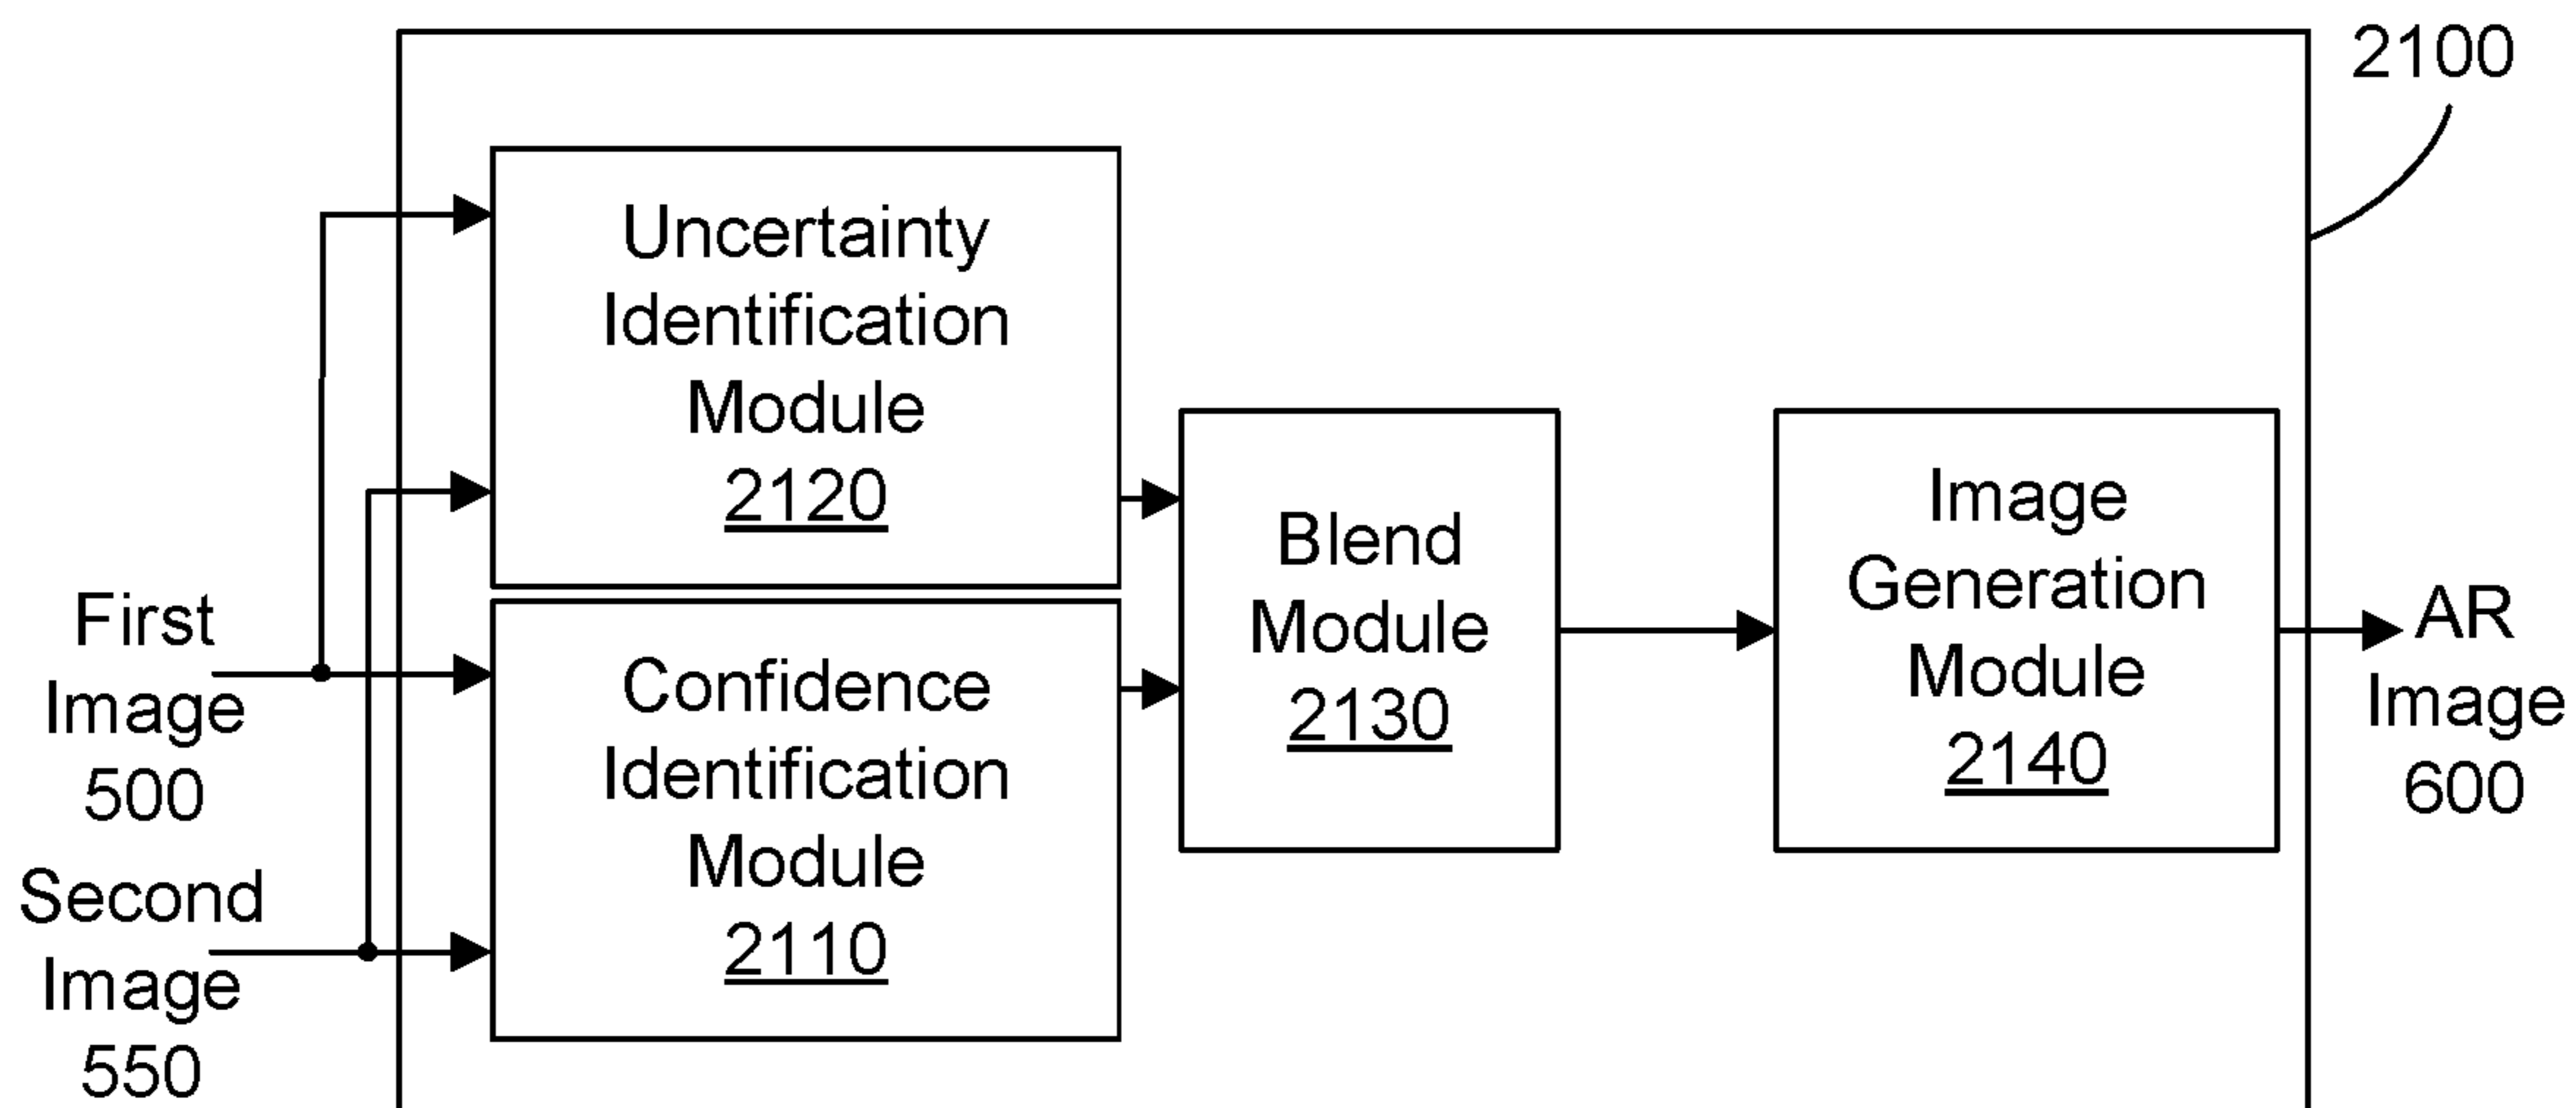 2100
Uncertainty
Identification
Module
2120
First
Image
500
Second
Image
550
Confidence
Identification
Module
2110
Blend
Module
2130
Image
Generation
Module
2140
AR
Image
600